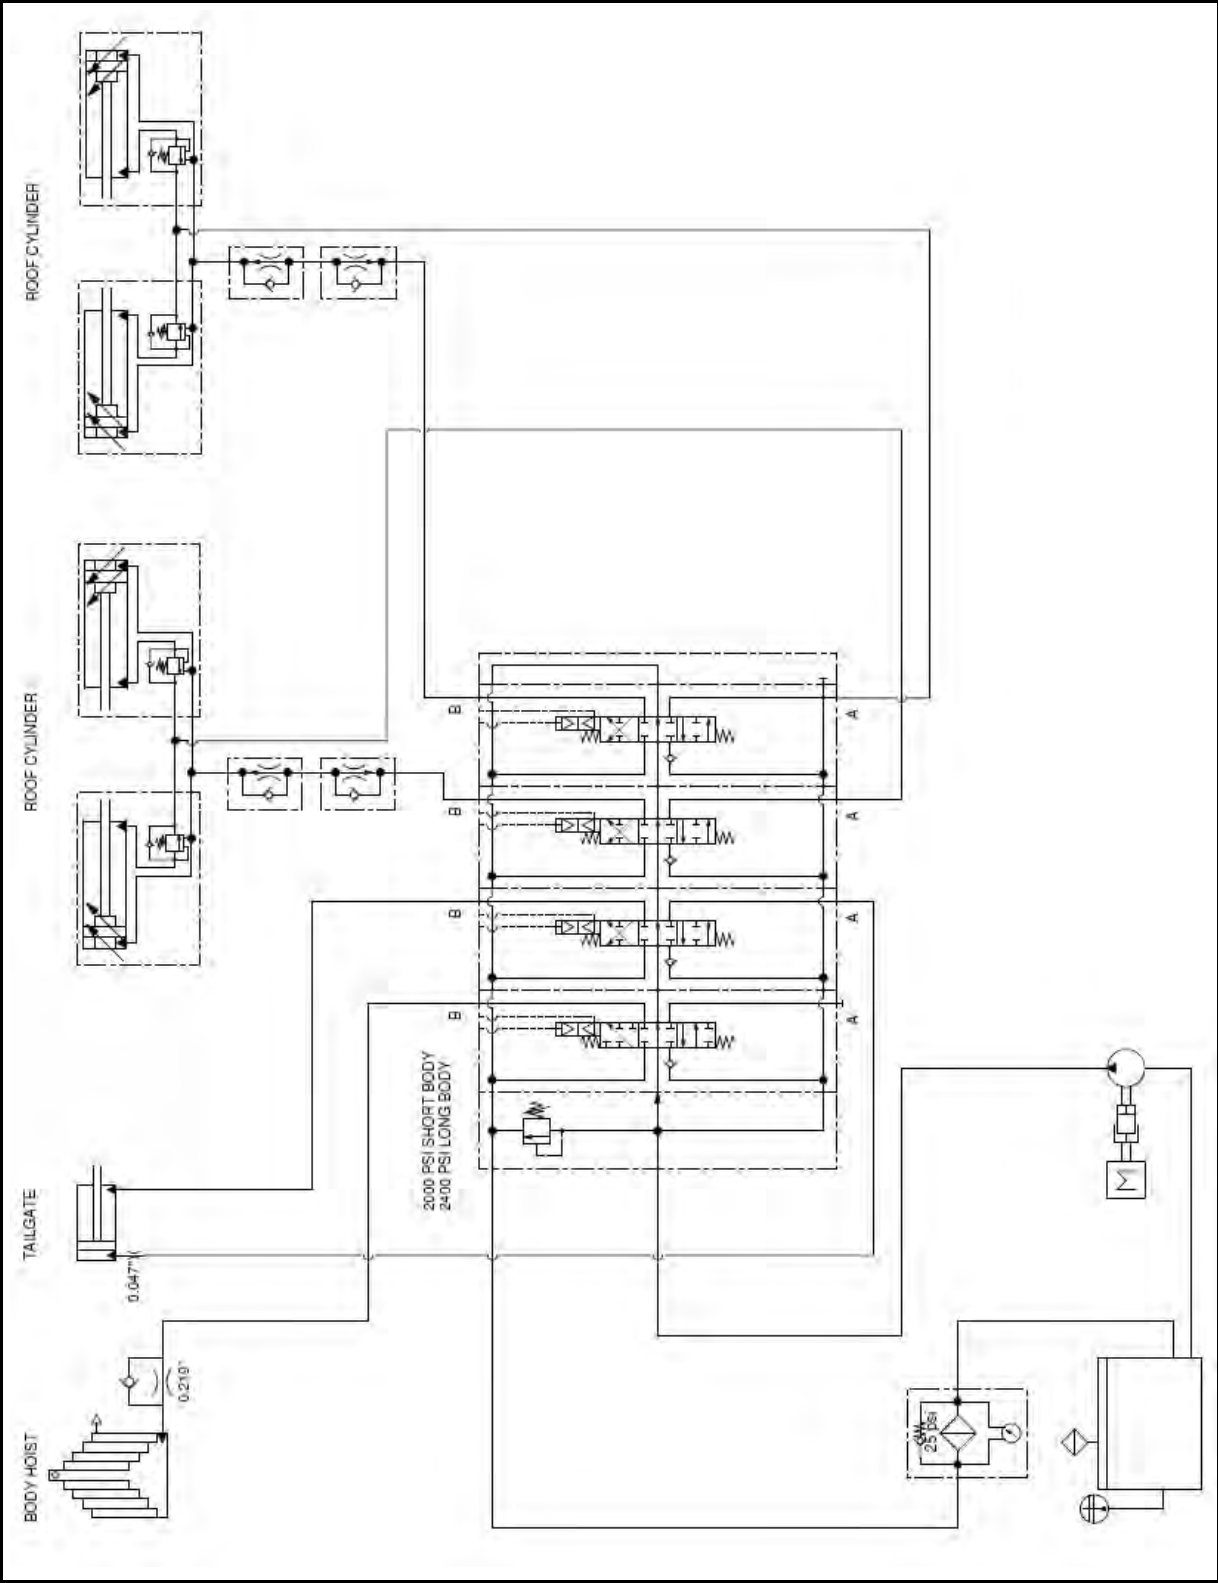 BODY HOIST
TAILGATE
ROOF CYLINDER
ROOF CYLINDER
0.219"
0.047"
2000 PSI SHORT BODY
2400 PSI LONG BODY
B
B
B
B
A
A
A
A
25 psi
M